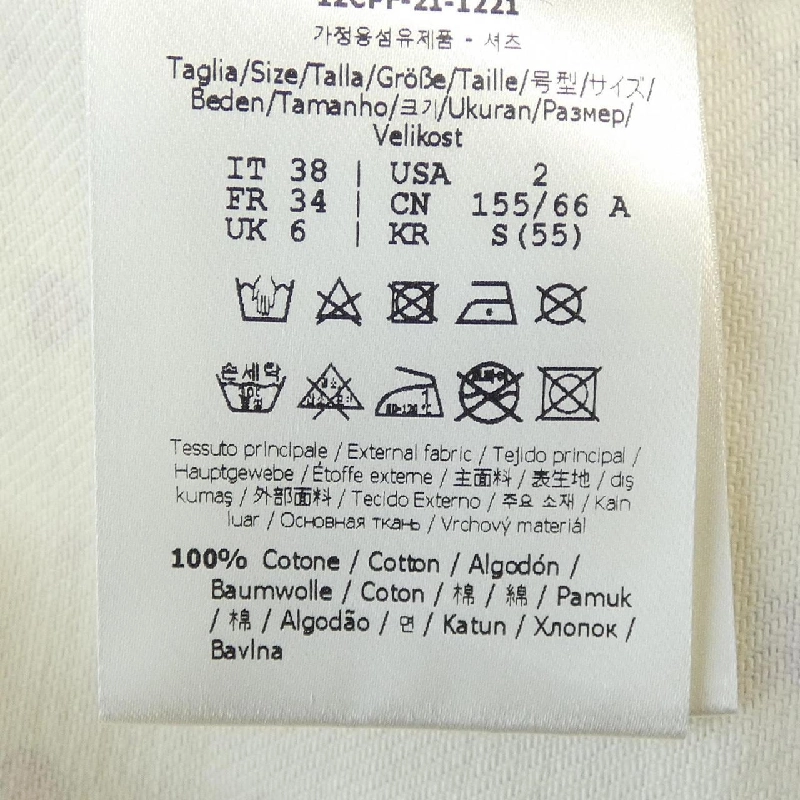 가정용섬유제품 - 셔츠
Taglia/Size/Talla/Größe/Taille/号型/サイズ/
Beden/Tamanho/크기/Ukuran/Размер/
Velikost
IT 38 | USA 2
FR 34 | CN 155/66 A
UK 6 | KR S(55)
손세탁
Tessuto principale / External fabric / Tejido principal /
Hauptgewebe / Étoffe externe / 主面料 / 表生地 / dış
kumaş / 外部面料 / Tecido Externo / 주요 소재 / Kain
luar / Основная ткань / Vrchový materiál
100% Cotone / Cotton / Algodón /
Baumwolle / Coton / 棉 / 綿 / Pamuk
/ 棉 / Algodão / 면 / Katun / Хлопок /
Bavlna